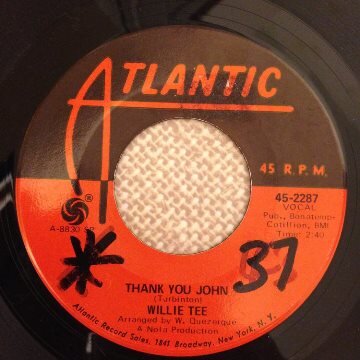 ATLANTIC
45 R.P.M.
45-2287
VOCAL
Pub., Bonatemp-
Cotillion, BMI
Time: 2:40
A-8830 SP
* 37
THANK YOU JOHN
(Turbinton)
WILLIE TEE
Arranged by W. Quezergue
A Nola Production
Atlantic Record Sales, 1841 Broadway, New York, N.Y.